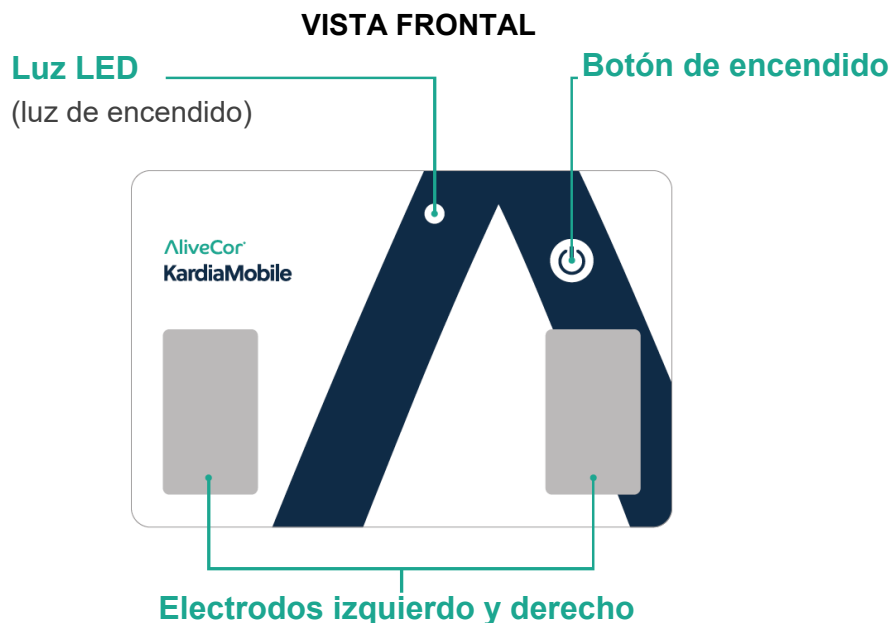 VISTA FRONTAL
Luz LED
(luz de encendido)
Botón de encendido
AliveCor
KardiaMobile
Electrodos izquierdo y derecho